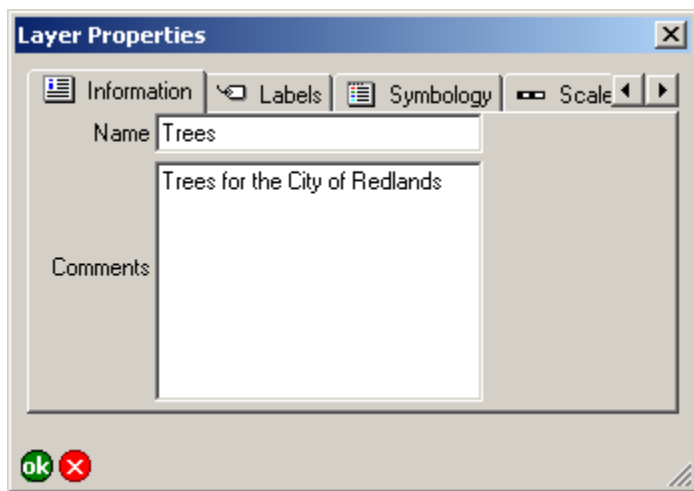 Layer Properties
Information Labels Symbology Scale
Name Trees
Trees for the City of Redlands
Comments
ok